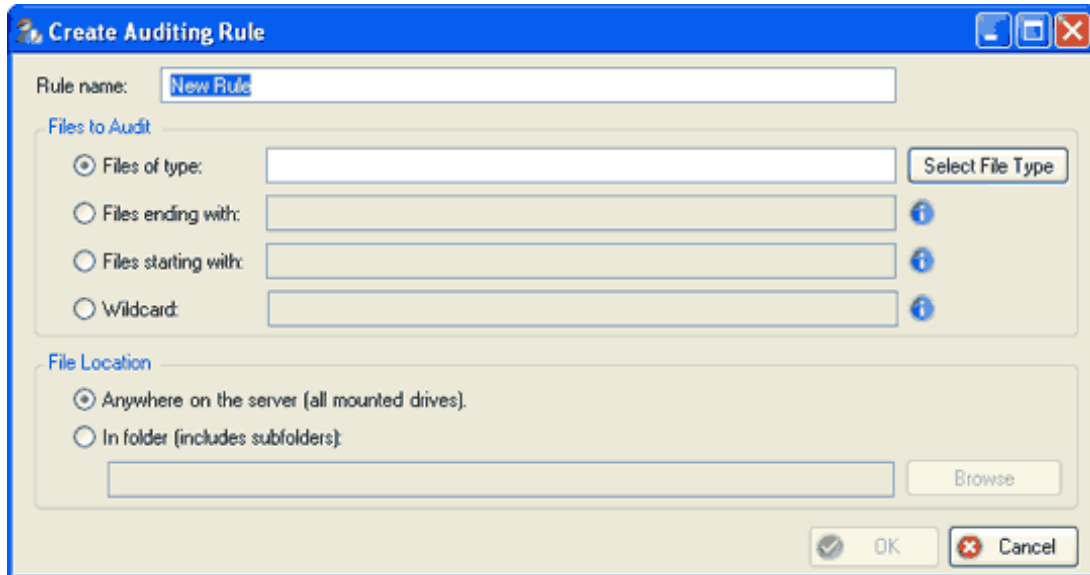 Create Auditing Rule
Rule name: New Rule
Files to Audit
Files of type: Select File Type
Files ending with:
Files starting with:
Wildcard:
File Location
Anywhere on the server (all mounted drives).
In folder (includes subfolders):
Browse
OK Cancel